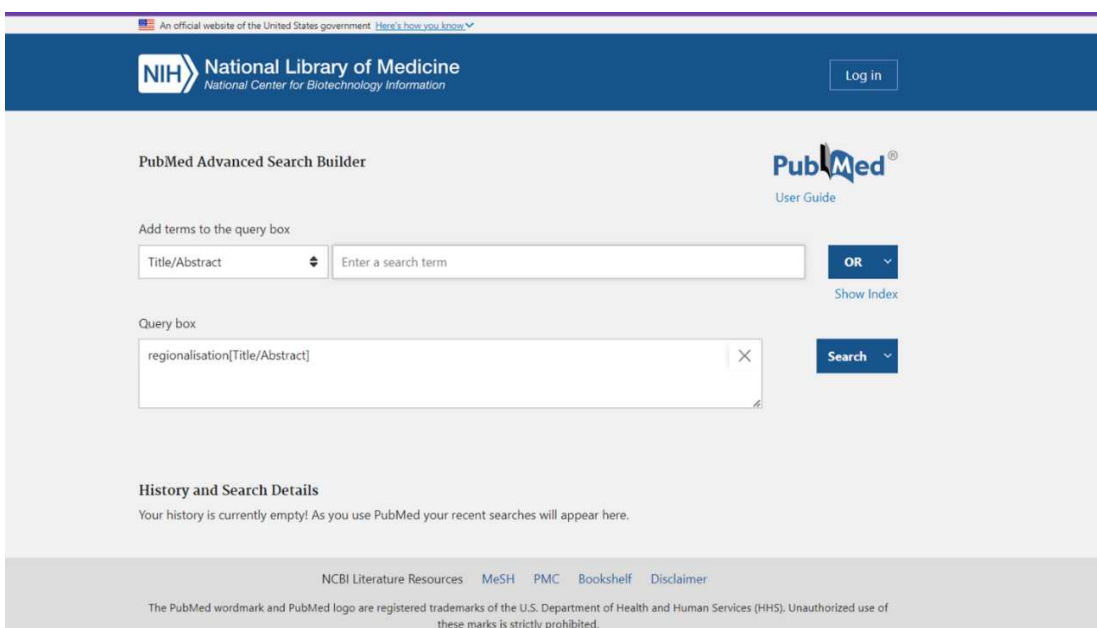 An official website of the United States government Here's how you know
NIH National Library of Medicine
National Center for Biotechnology Information
Log in
PubMed Advanced Search Builder
PubMed®
User Guide
Add terms to the query box
Title/Abstract
Enter a search term
OR
Show Index
Query box
regionalisation[Title/Abstract]
Search
History and Search Details
Your history is currently empty! As you use PubMed your recent searches will appear here.
NCBI Literature Resources MeSH PMC Bookshelf Disclaimer
The PubMed wordmark and PubMed logo are registered trademarks of the U.S. Department of Health and Human Services (HHS). Unauthorized use of
these marks is strictly prohibited.